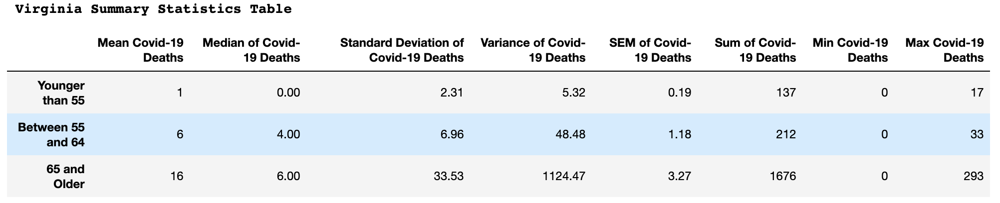 Virginia Summary Statistics Table
Mean Covid-19 Deaths Median of Covid-19 Deaths Standard Deviation of Covid-19 Deaths Variance of Covid-19 Deaths SEM of Covid-19 Deaths Sum of Covid-19 Deaths Min Covid-19 Deaths Max Covid-19 Deaths
Younger than 55 1 0.00 2.31 5.32 0.19 137 0 17
Between 55 and 64 6 4.00 6.96 48.48 1.18 212 0 33
65 and Older 16 6.00 33.53 1124.47 3.27 1676 0 293